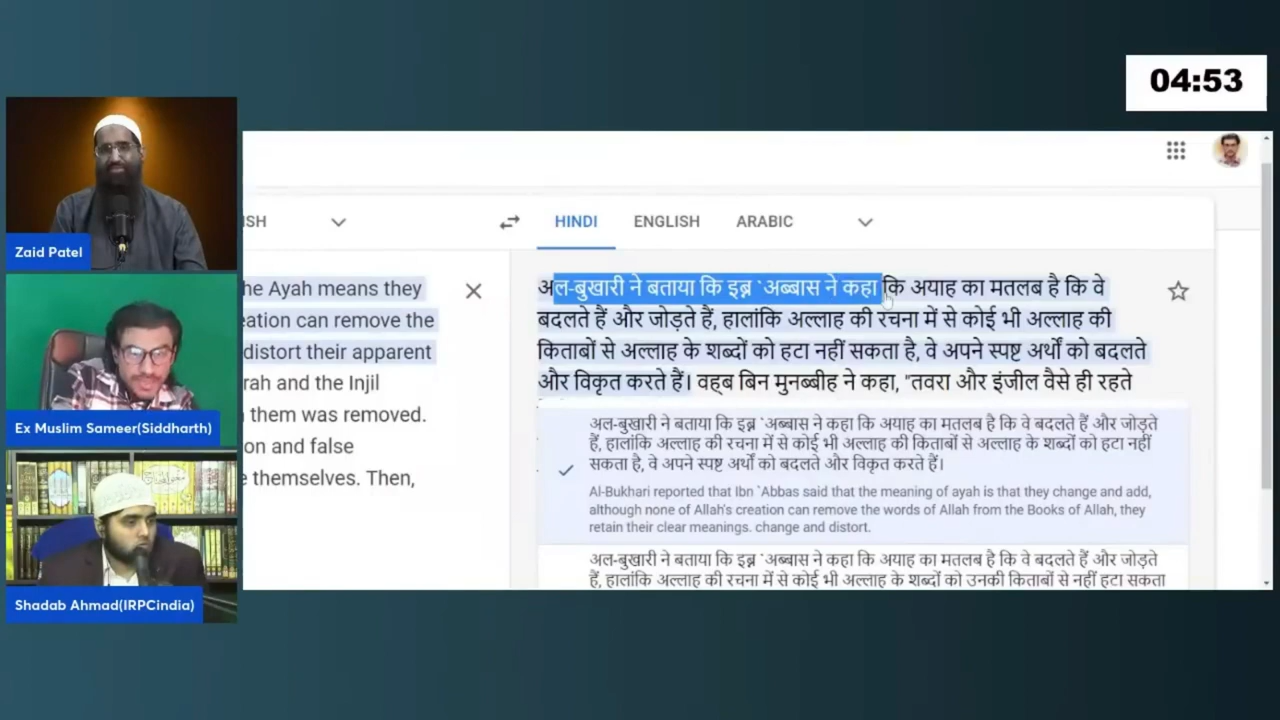 04:53
Zaid Patel
Ex Muslim Sameer(Siddharth)
Shadab Ahmad(IRPCindia)
ISH
HINDI ENGLISH ARABIC
he Ayah means they
eation can remove the
distort their apparent
rah and the Injil
them was removed.
on and false
e themselves. Then,
अल-बुखारी ने बताया कि इब्न `अब्बास ने कहा कि अयाह का मतलब है कि वे
बदलते हैं और जोड़ते हैं, हालांकि अल्लाह की रचना में से कोई भी अल्लाह की
किताबों से अल्लाह के शब्दों को हटा नहीं सकता है, वे अपने स्पष्ट अर्थों को बदलते
और विकृत करते हैं। वह्ब बिन मुनब्बीह ने कहा, "तवरा और इंजील वैसे ही रहते
अल-बुखारी ने बताया कि इब्न `अब्बास ने कहा कि अयाह का मतलब है कि वे बदलते हैं और जोड़ते
हैं, हालांकि अल्लाह की रचना में से कोई भी अल्लाह की किताबों से अल्लाह के शब्दों को हटा नहीं
सकता है, वे अपने स्पष्ट अर्थों को बदलते और विकृत करते हैं।
Al-Bukhari reported that Ibn `Abbas said that the meaning of ayah is that they change and add,
although none of Allah's creation can remove the words of Allah from the Books of Allah, they
retain their clear meanings. change and distort.
अल-बुखारी ने बताया कि इब्न `अब्बास ने कहा कि अयाह का मतलब है कि वे बदलते हैं और जोड़ते
हैं, हालांकि अल्लाह की रचना में से कोई भी अल्लाह के शब्दों को उनकी किताबों से नहीं हटा सकता